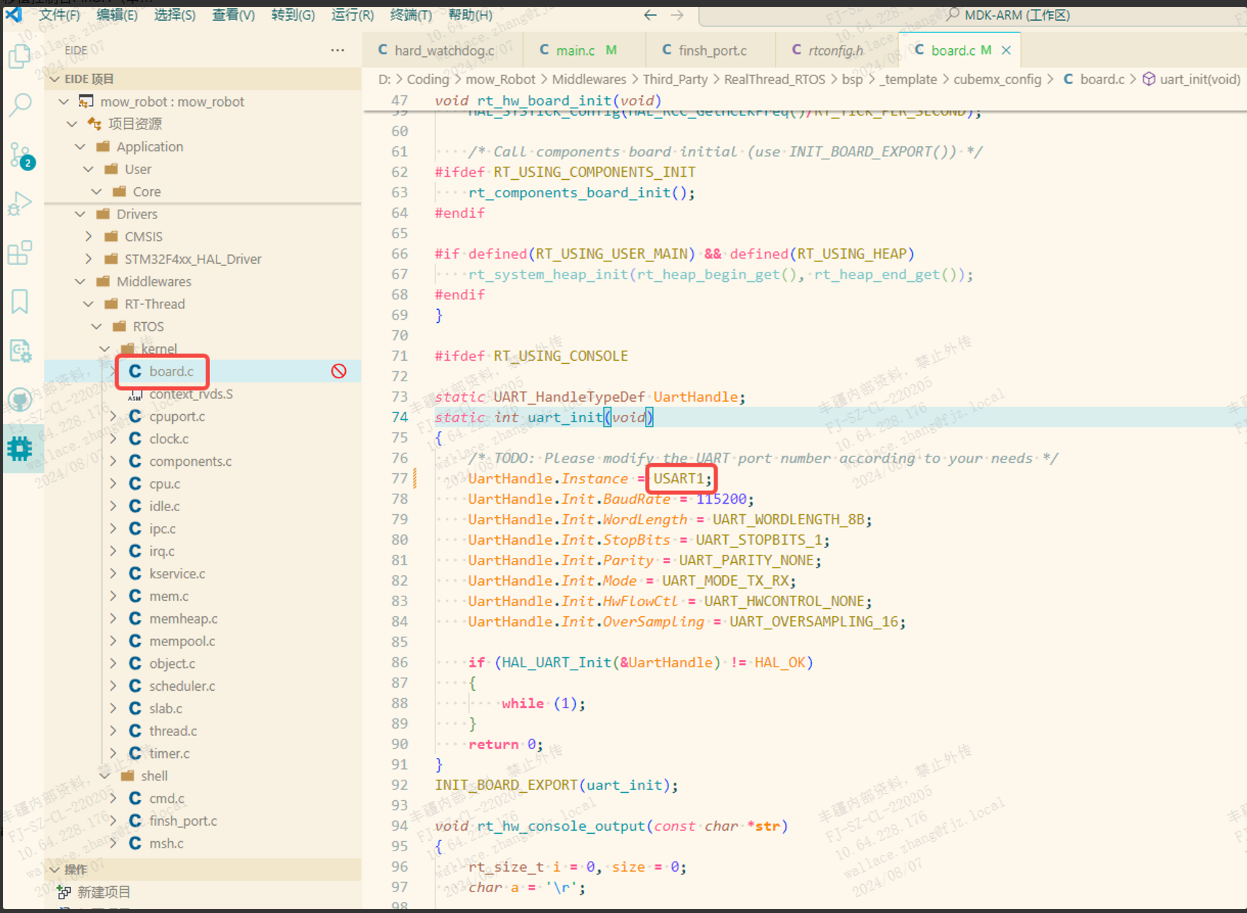 文件(F) 编辑(E) 选择(S) 查看(V) 转到(G) 运行(R) 终端(T) 帮助(H) MDK-ARM (工作区)
EIDE ···
hard_watchdog.c
main.c M
finsh_port.c
rtconfig.h
board.c M
D: > Coding > mow_Robot > Middlewares > Third_Party > RealThread_RTOS > bsp > _template > cubemx_config > C board.c > uart_init(void)
2
EIDE 项目
mow_robot : mow_robot
项目资源
Application
User
Core
Drivers
CMSIS
STM32F4xx_HAL_Driver
Middlewares
RT-Thread
RTOS
kernel
board.c
context_rvds.S
cpuport.c
clock.c
components.c
cpu.c
idle.c
ipc.c
irq.c
kservice.c
mem.c
memheap.c
mempool.c
object.c
scheduler.c
slab.c
thread.c
timer.c
shell
cmd.c
finsh_port.c
msh.c
操作
新建项目
47 void rt_hw_board_init(void)
59 HAL_SYSTICK_Config(HAL_RCC_GetHCLKFreq()/RT_TICK_PER_SECOND);
60
61 /* Call components board initial (use INIT_BOARD_EXPORT()) */
62 #ifdef RT_USING_COMPONENTS_INIT
63 rt_components_board_init();
64 #endif
65
66 #if defined(RT_USING_USER_MAIN) && defined(RT_USING_HEAP)
67 rt_system_heap_init(rt_heap_begin_get(), rt_heap_end_get());
68 #endif
69 }
70
71 #ifdef RT_USING_CONSOLE
72
73 static UART_HandleTypeDef UartHandle;
74 static int uart_init(void)
75 {
76 /* TODO: Please modify the UART port number according to your needs */
77 UartHandle.Instance = USART1;
78 UartHandle.Init.BaudRate = 115200;
79 UartHandle.Init.WordLength = UART_WORDLENGTH_8B;
80 UartHandle.Init.StopBits = UART_STOPBITS_1;
81 UartHandle.Init.Parity = UART_PARITY_NONE;
82 UartHandle.Init.Mode = UART_MODE_TX_RX;
83 UartHandle.Init.HwFlowCtl = UART_HWCONTROL_NONE;
84 UartHandle.Init.OverSampling = UART_OVERSAMPLING_16;
85
86 if (HAL_UART_Init(&UartHandle) != HAL_OK)
87 {
88 while (1);
89 }
90 return 0;
91 }
92 INIT_BOARD_EXPORT(uart_init);
93
94 void rt_hw_console_output(const char *str)
95 {
96 rt_size_t i = 0, size = 0;
97 char a = '\r';
98
丰疆内部资料，禁止外传
FJ-SZ-CL-220205
10.64.228.176
wallace.zhang@fjz.local
2024/08/07